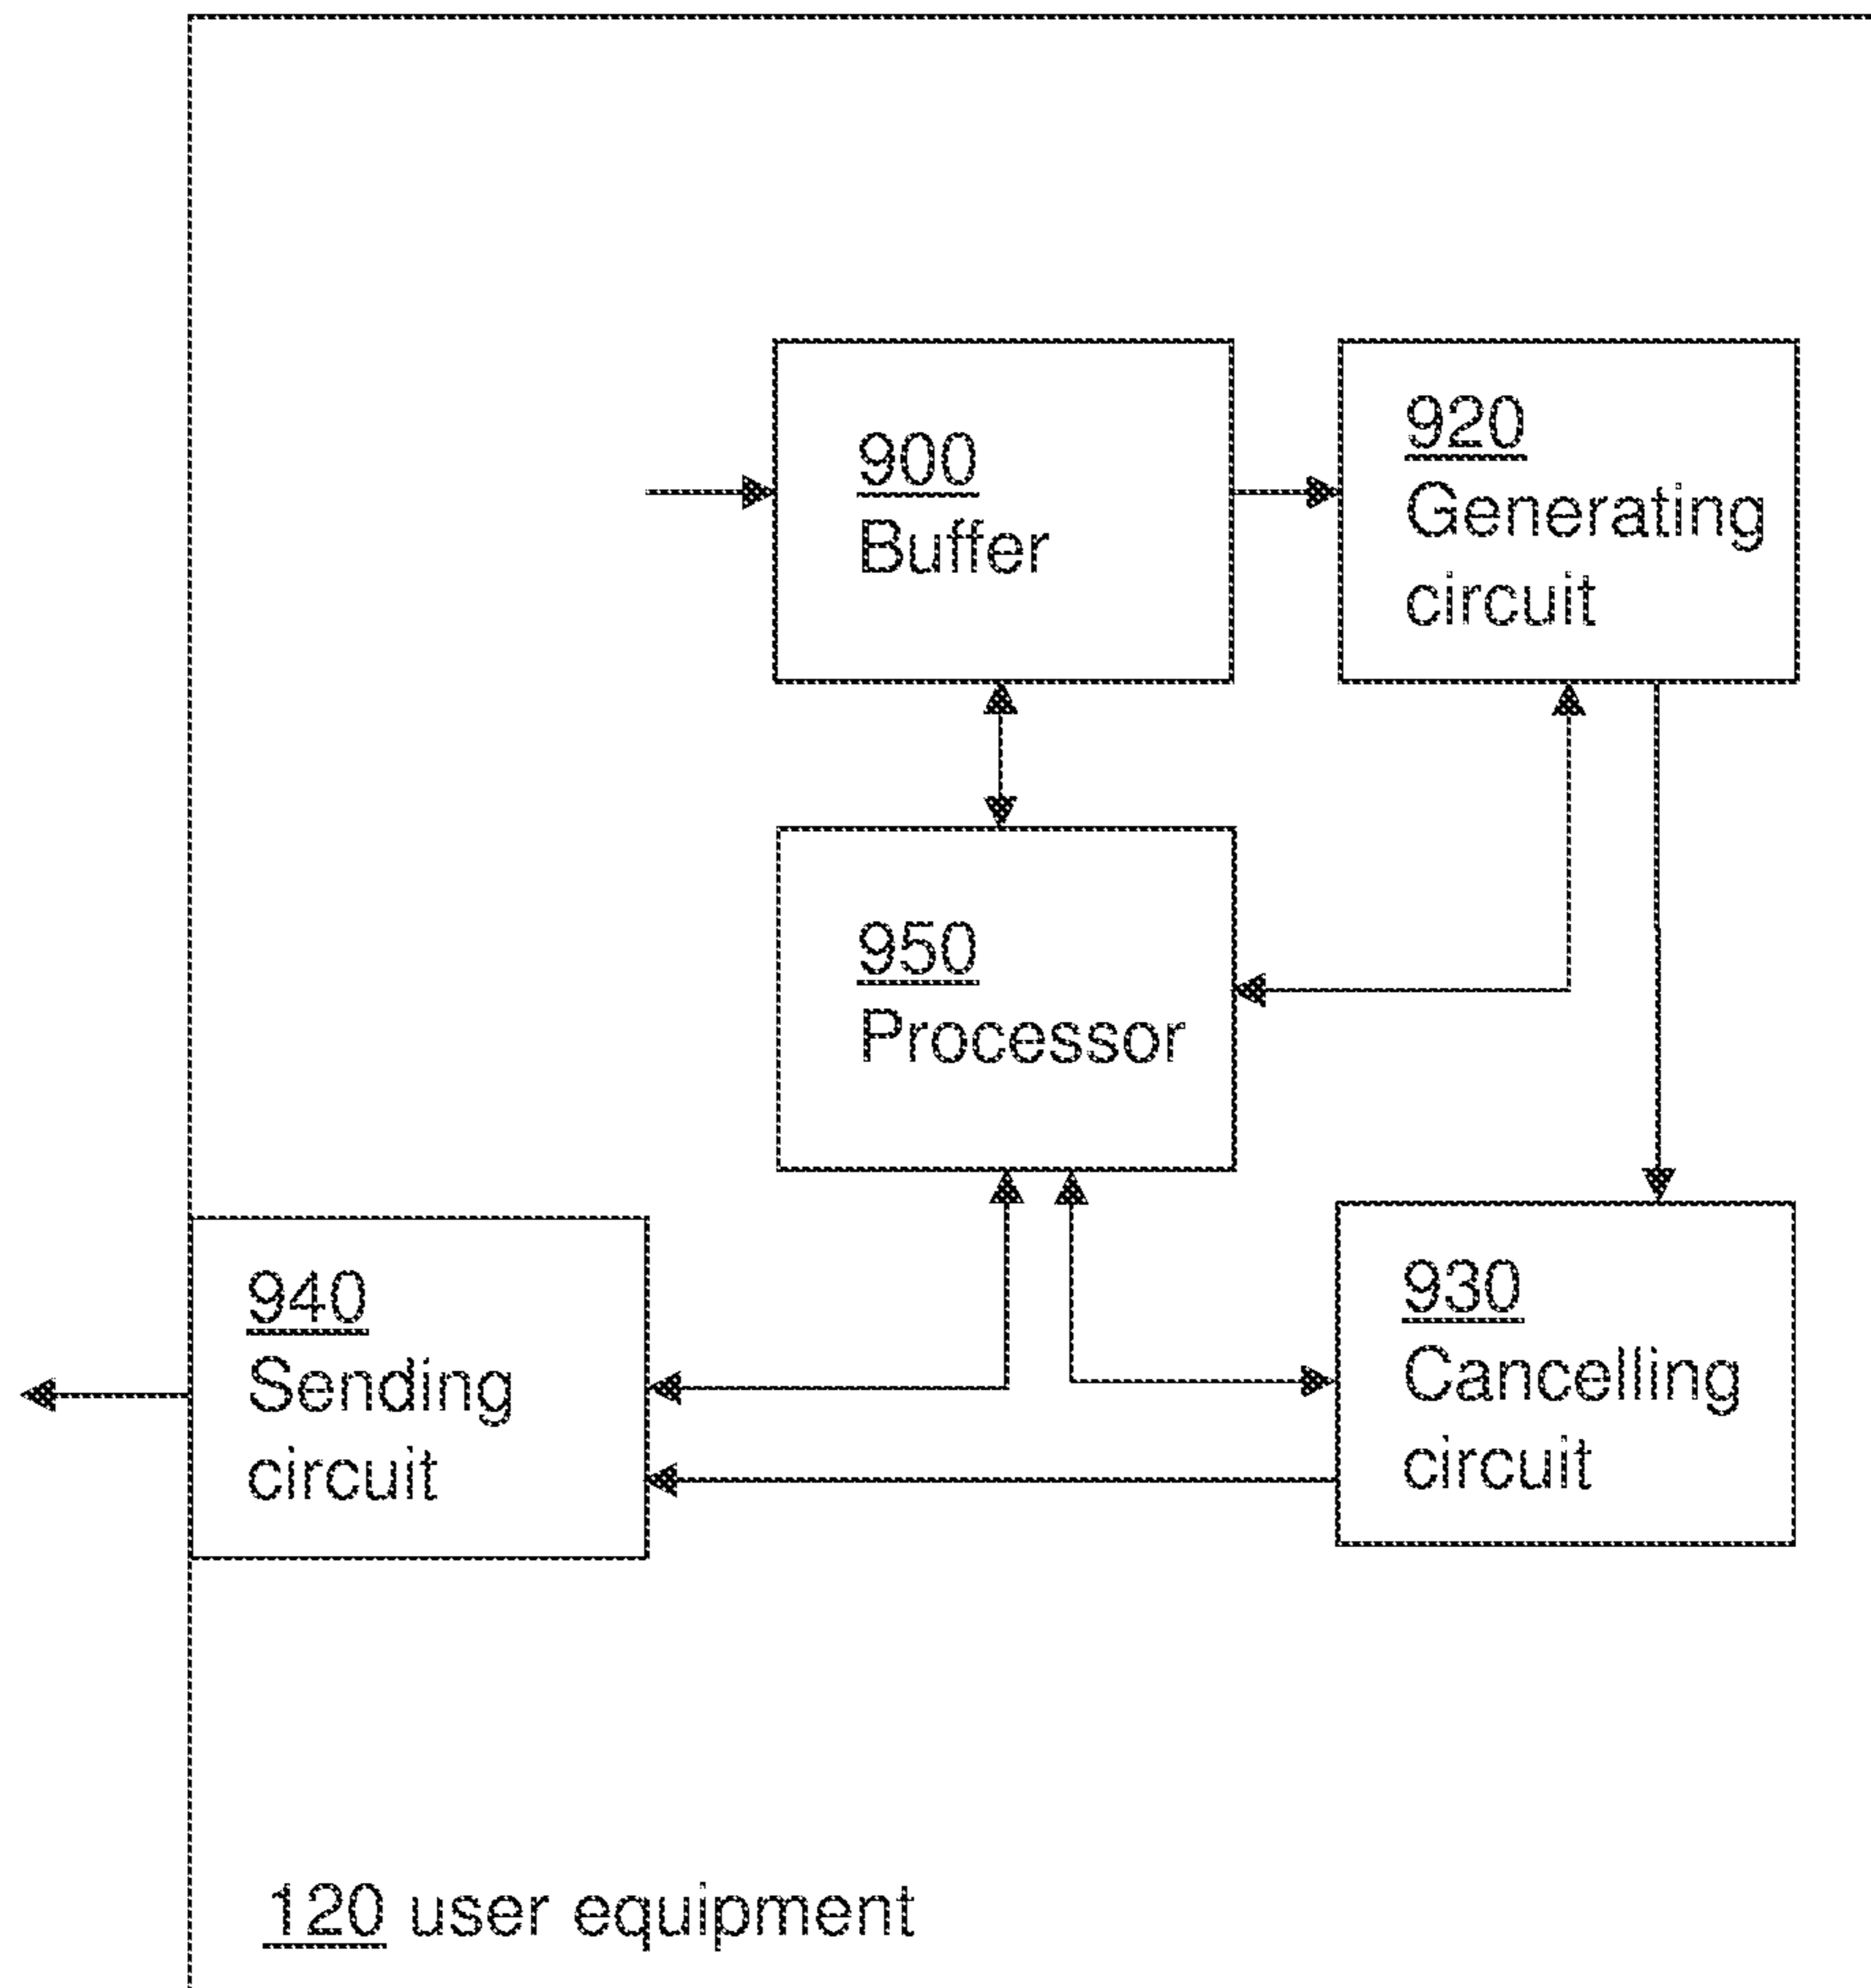 900
Buffer
920
Generating
circuit
950
Processor
940
Sending
circuit
930
Cancelling
circuit
120 user equipment